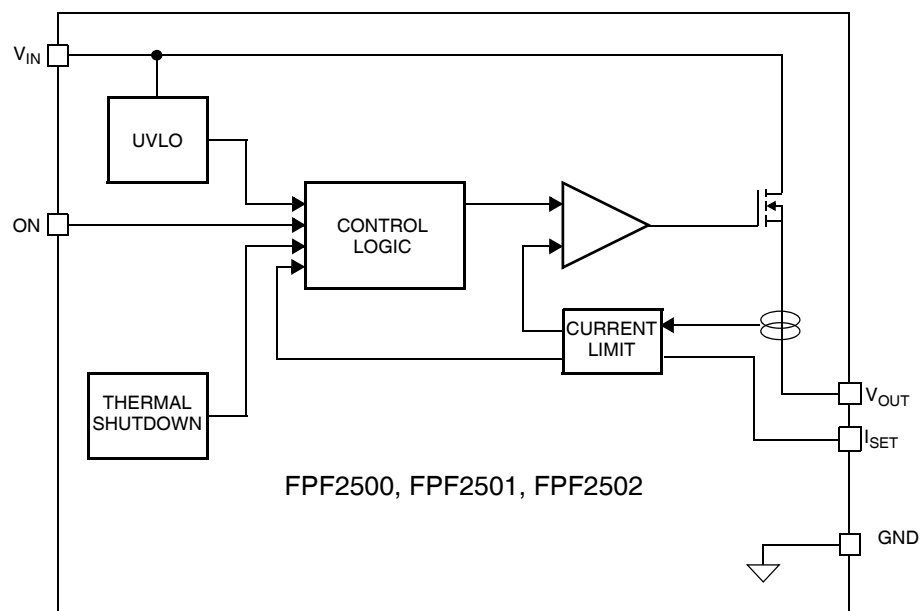 VIN
UVLO
ON
CONTROL
LOGIC
CURRENT
LIMIT
THERMAL
SHUTDOWN
VOUT
ISET
FPF2500, FPF2501, FPF2502
GND